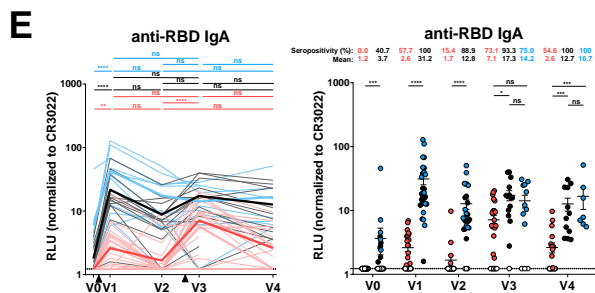 E
anti-RBD IgA
ns
ns ns
**** ns
ns
ns ns
**** ns
ns
ns ns
** ns **** ns
1000
100
10
1
RLU (normalized to CR3022)
V0 V1 V2 V3 V4
anti-RBD IgA
Seropositivity (%): 0.0 40.7 57.7 100 15.4 88.9 73.1 93.3 75.0 54.6 100 100
Mean: 1.2 3.7 2.6 31.2 1.7 12.8 7.1 17.3 14.2 2.6 12.7 16.7
*** **** **** ns ***
* ***
ns ns
1000
100
10
1
RLU (normalized to CR3022)
V0 V1 V2 V3 V4